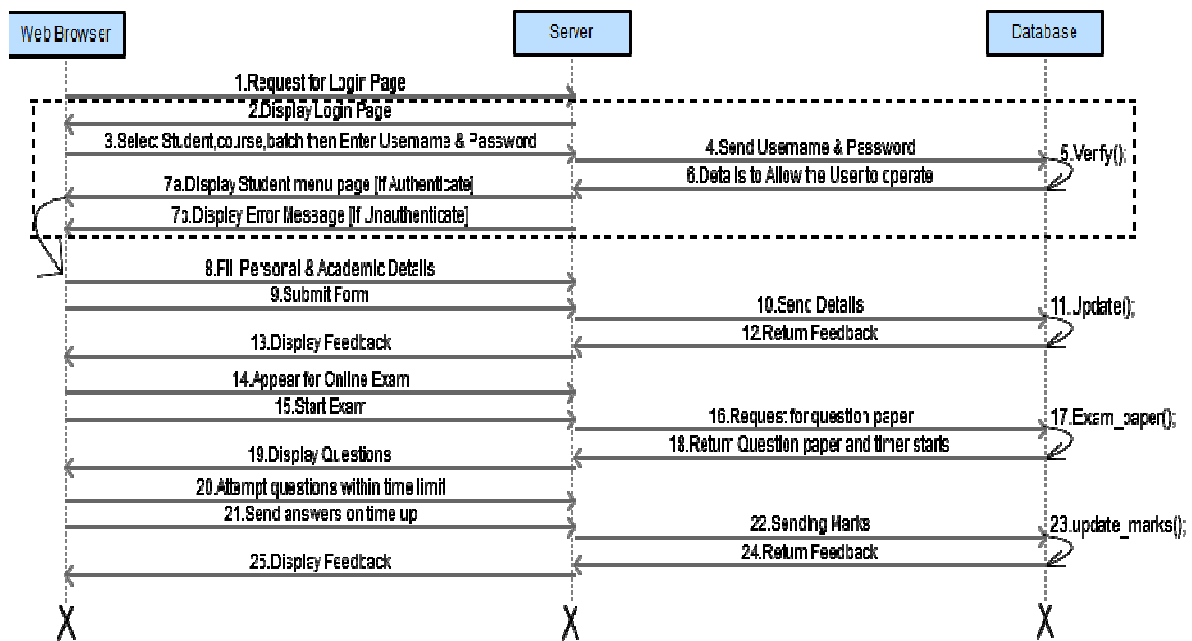 Web Browser
Server
Database
1.Request for Login Page
2.Display Login Page
3.Select Student,course,batch then Enter Username & Password
4.Send Username & Password
5.Verfy();
6.Details to Allow the User to operate
7a.Display Student menu page [If Authenticate]
7b.Display Error Message [If Unauthenticate]
8.Fill Personal & Academic Details
9.Submit Form
10.Send Details
11.Update();
12.Return Feedback
13.Display Feedback
14.Appear for Online Exam
15.Start Exam
16.Request for question paper
17.Exam_paper();
18.Return Question paper and timer starts
19.Display Questions
20.Attempt questions within time limit
21.Send answers on time up
22.Sending Marks
23.update_marks();
24.Return Feedback
25.Display Feedback